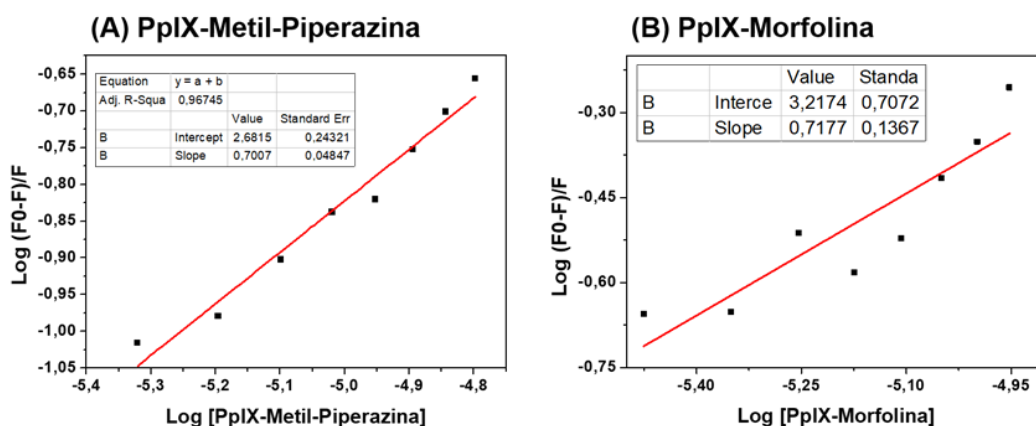 (A) PpIX-Metil-Piperazina
Equation y = a + b
Adj. R-Squa 0,96745
Value Standard Err
B Intercept 2,6815 0,24321
B Slope 0,7007 0,04847
-0,65
-0,70
-0,75
-0,80
-0,85
-0,90
-0,95
-1,00
-1,05
Log (F0-F)/F
-5,4 -5,3 -5,2 -5,1 -5,0 -4,9 -4,8
Log [PpIX-Metil-Piperazina]
(B) PpIX-Morfolina
Value Standa
B Interce 3,2174 0,7072
B Slope 0,7177 0,1367
-0,30
-0,45
-0,60
-0,75
Log (F0-F)/F
-5,40 -5,25 -5,10 -4,95
Log [PpIX-Morfolina]